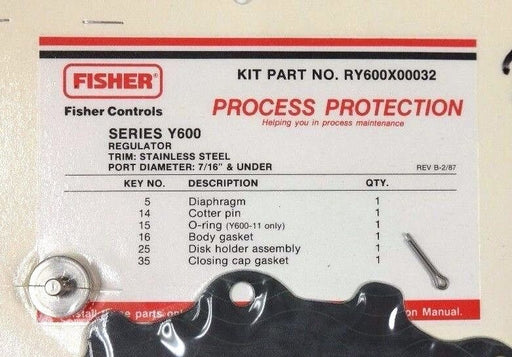 FISHER®
KIT PART NO. RY600X00032
Fisher Controls
PROCESS PROTECTION
Helping you in process maintenance
SERIES Y600
REGULATOR
TRIM: STAINLESS STEEL
PORT DIAMETER: 7/16" & UNDER
REV B-2/87
KEY NO. DESCRIPTION QTY.
5 Diaphragm 1
14 Cotter pin 1
15 O-ring (Y600-11 only) 1
16 Body gasket 1
25 Disk holder assembly 1
35 Closing cap gasket 1
these parts Manual.